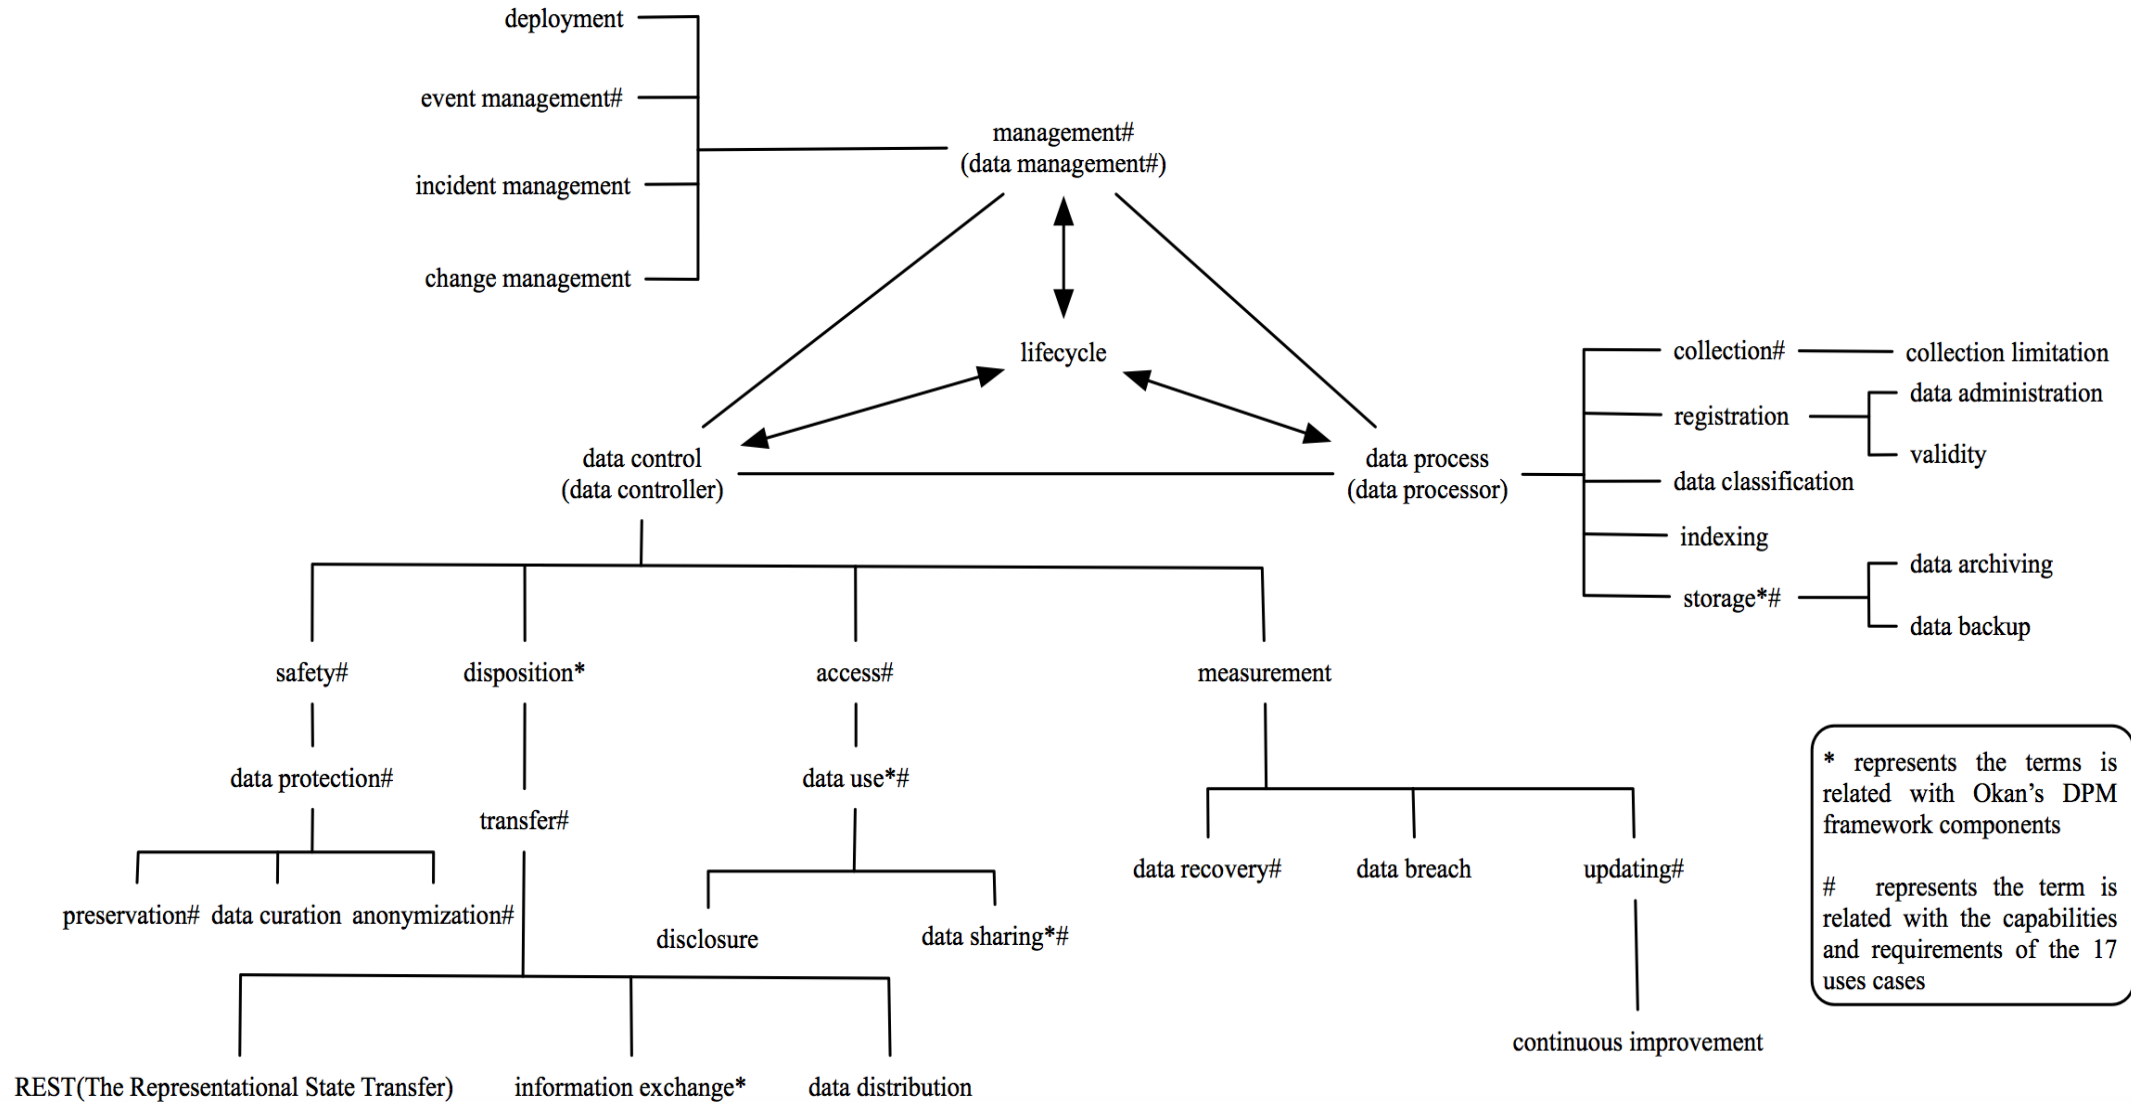 deployment
event management#
incident management
change management
management#
(data management#)
lifecycle
data control
(data controller)
data process
(data processor)
collection#
collection limitation
registration
data administration
validity
data classification
indexing
storage*#
data archiving
data backup
safety#
disposition*
access#
measurement
data protection#
transfer#
data use*#
data recovery#
data breach
updating#
preservation#
data curation
anonymization#
disclosure
data sharing*#
continuous improvement
REST(The Representational State Transfer)
information exchange*
data distribution
* represents the terms is
related with Okan’s DPM
framework components
# represents the term is
related with the capabilities
and requirements of the 17
uses cases